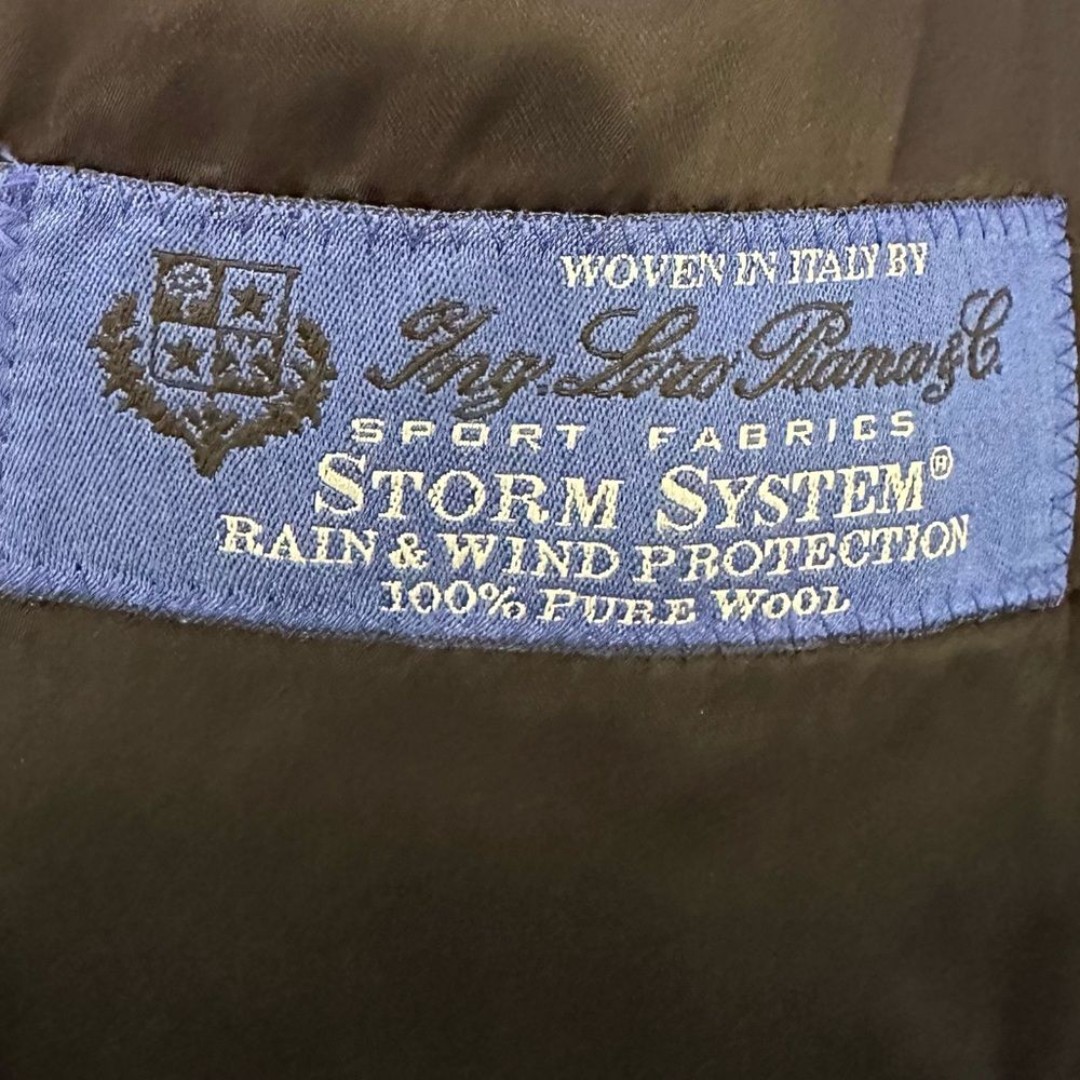 WOVEN IN ITALY BY
Ing. Loro Piana & C.
SPORT FABRICS
STORM SYSTEM®
RAIN & WIND PROTECTION
100% PURE WOOL